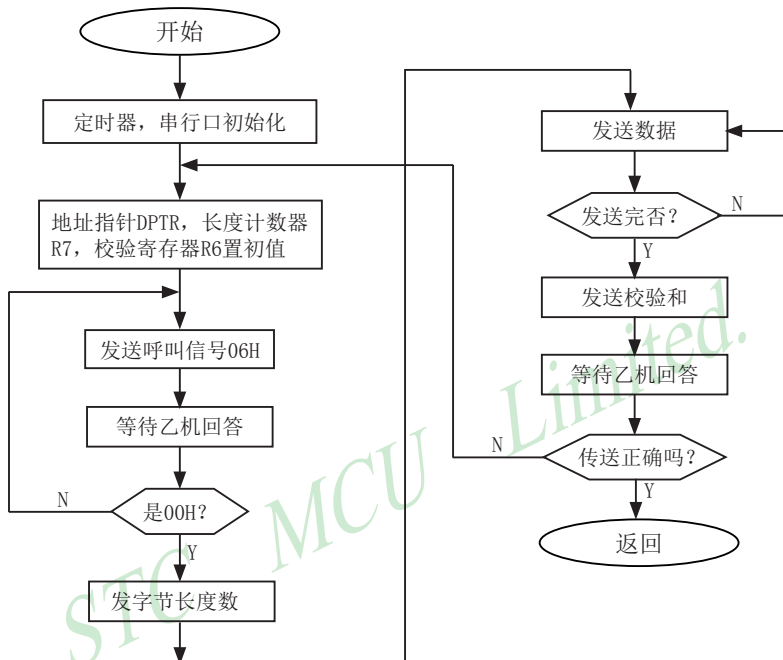 开始
定时器，串行口初始化
地址指针DPTR，长度计数器
R7，校验寄存器R6置初值
发送呼叫信号06H
等待乙机回答
N
是00H？
Y
发字节长度数
发送数据
发送完否？
N
Y
发送校验和
等待乙机回答
N
传送正确吗？
Y
返回
STC MCU Limited.